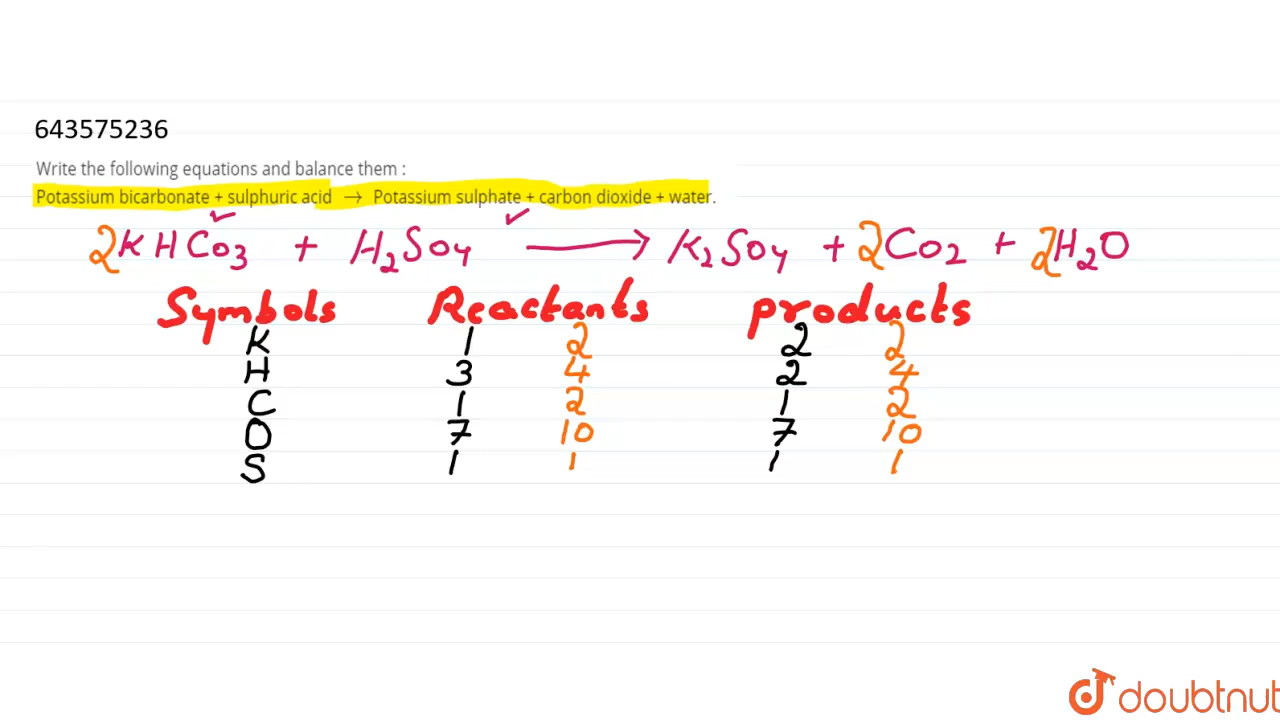 643575236
Write the following equations and balance them :
Potassium bicarbonate + sulphuric acid → Potassium sulphate + carbon dioxide + water.
2KHCO3 + H2SO4 → K2SO4 + 2CO2 + 2H2O
Symbols Reactants products
K 1 2 2 2
H 3 4 2 4
C 1 2 1 2
O 7 10 7 10
S 1 1 1 1
doubtnut